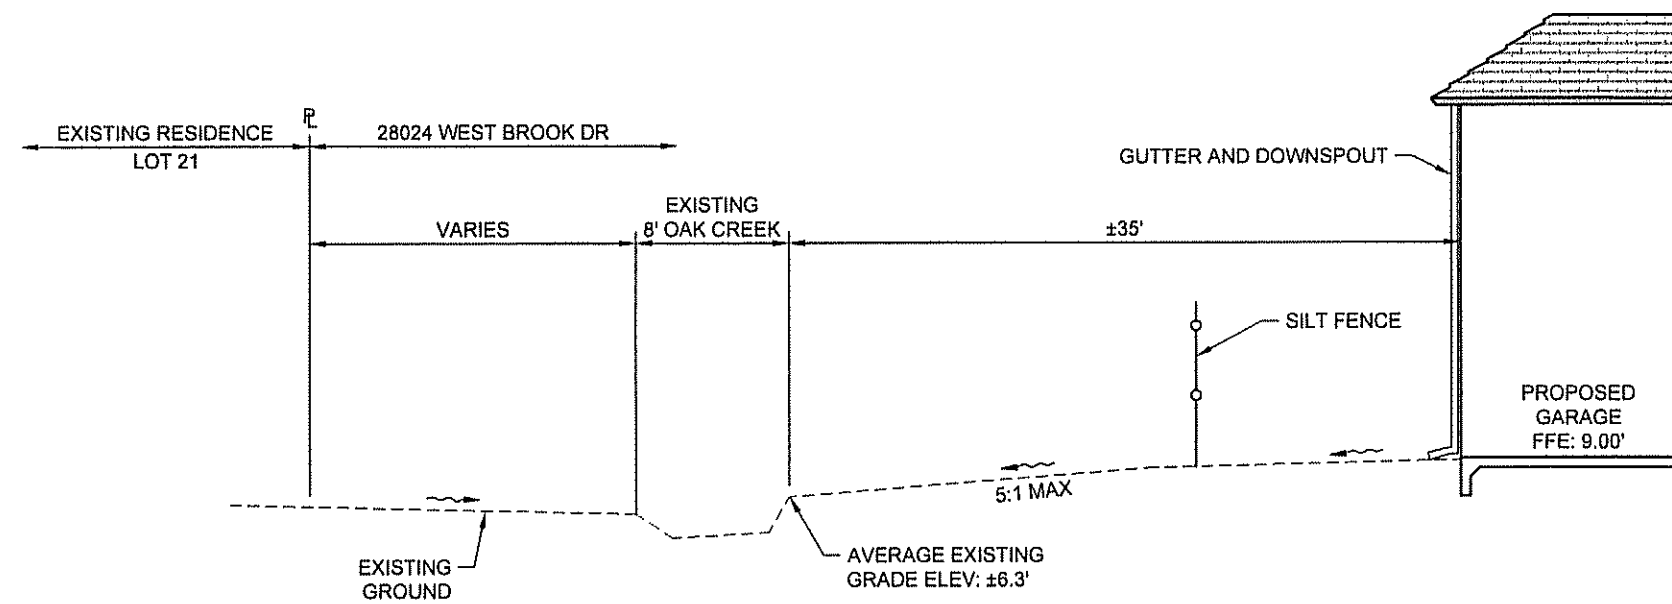 PL
EXISTING RESIDENCE
LOT 21
28024 WEST BROOK DR
GUTTER AND DOWNSPOUT
VARIES
EXISTING
8' OAK CREEK
±35'
SILT FENCE
PROPOSED
GARAGE
FFE: 9.00'
5:1 MAX
EXISTING
GROUND
AVERAGE EXISTING
GRADE ELEV: ±6.3'